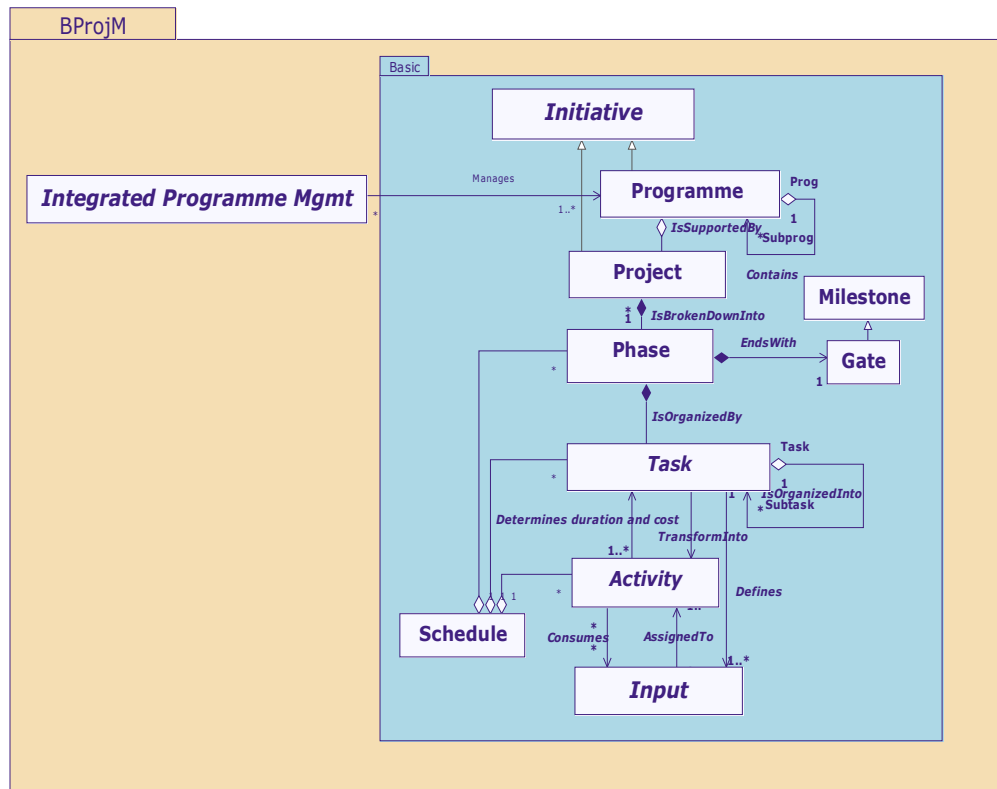 BProjM
Basic
Initiative
Integrated Programme Mgmt
*
Manages
1..*
Programme
Prog
1
*
Subprog
IsSupportedBy
Contains
Project
*
1
IsBrokenDownInto
Milestone
Phase
*
EndsWith
1
Gate
IsOrganizedBy
Task
*
Task
1
1
IsOrganizedInto
*
Subtask
Determines duration and cost
1..*
TransformInto
Activity
*
1 1 1
Defines
Schedule
*
Consumes
*
AssignedTo
1..*
Input